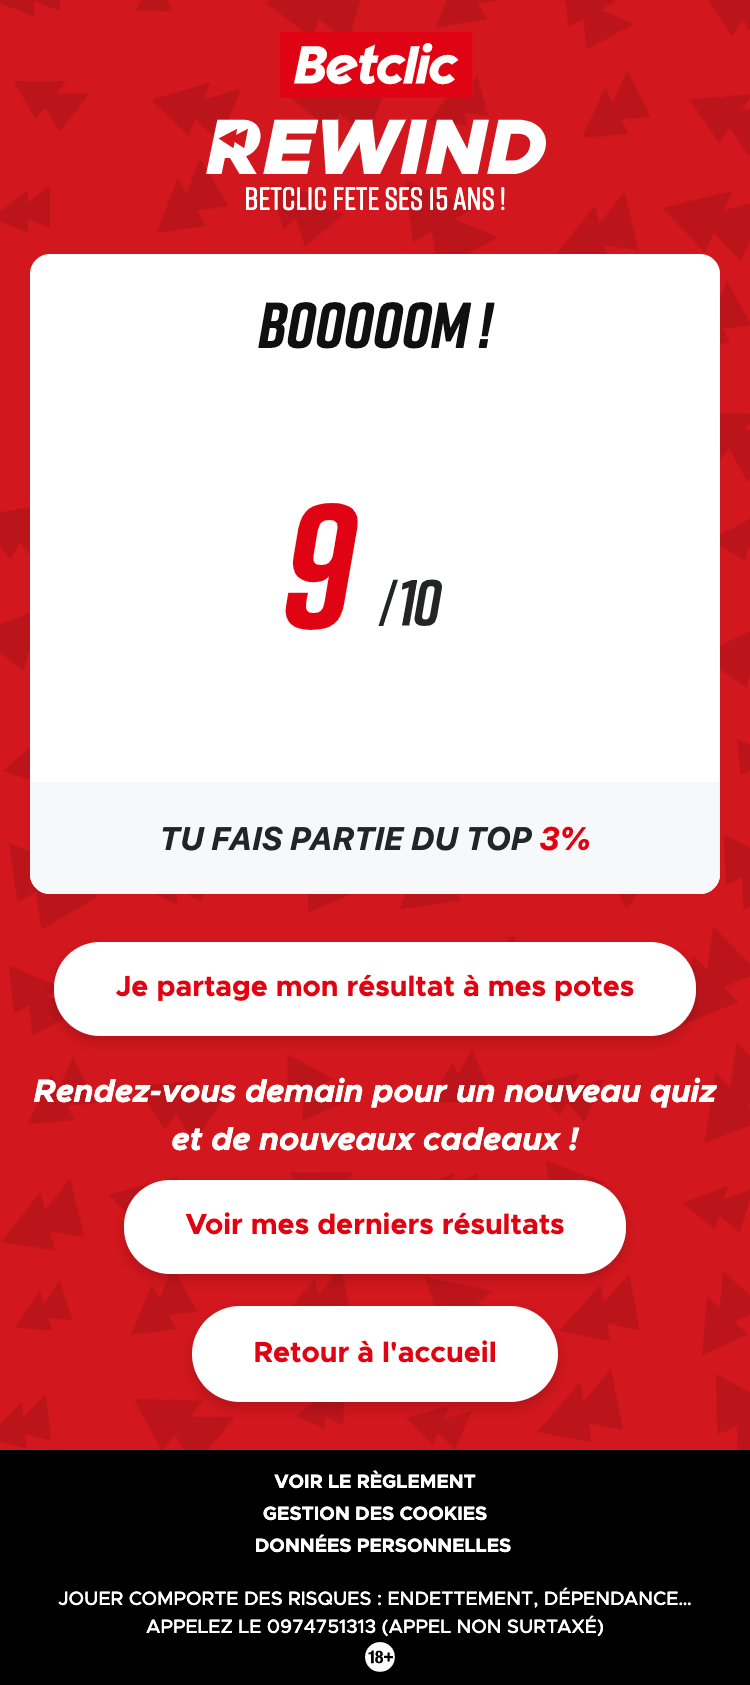 Betclic
REWIND
BETCLIC FETE SES 15 ANS !
BOOOOOM !
9 /10
TU FAIS PARTIE DU TOP 3%
Je partage mon résultat à mes potes
Rendez-vous demain pour un nouveau quiz
et de nouveaux cadeaux !
Voir mes derniers résultats
Retour à l'accueil
VOIR LE RÈGLEMENT
GESTION DES COOKIES
DONNÉES PERSONNELLES
JOUER COMPORTE DES RISQUES : ENDETTEMENT, DÉPENDANCE...
APPELEZ LE 0974751313 (APPEL NON SURTAXÉ)
18+